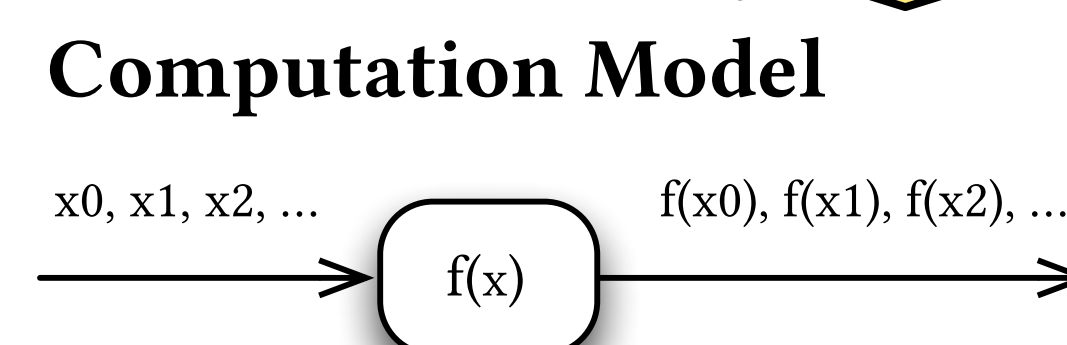 Computation Model
x0, x1, x2, ...
f(x0), f(x1), f(x2), ...
f(x)